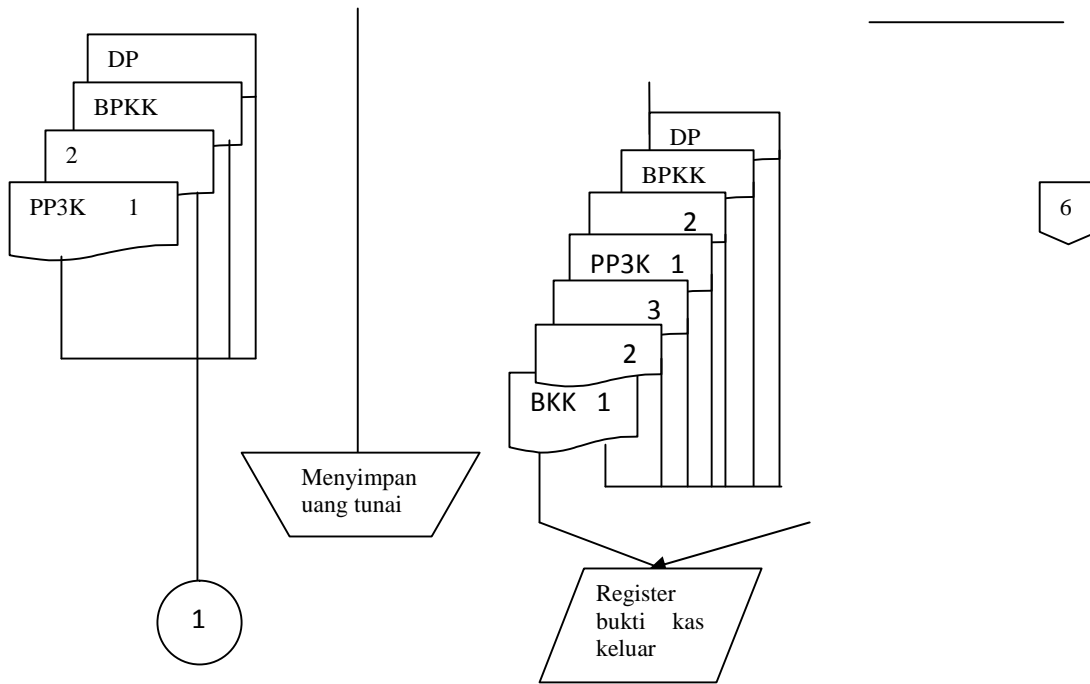 DP
BPKK
2
PP3K 1
Menyimpan
uang tunai
1
DP
BPKK
2
PP3K 1
3
2
BKK 1
Register
bukti kas
keluar
6